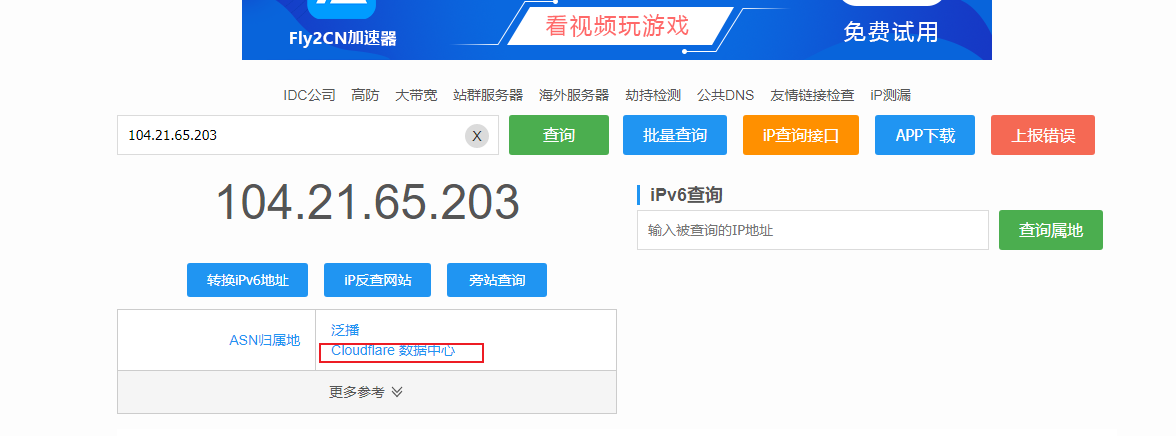 Fly2CN加速器
看视频玩游戏
免费试用
IDC公司 高防 大带宽 站群服务器 海外服务器 劫持检测 公共DNS 友情链接检查 iP测漏
104.21.65.203 X 查询 批量查询 iP查询接口 APP下载 上报错误
104.21.65.203
iPv6查询
输入被查询的IP地址 查询属地
转换iPv6地址 iP反查网站 旁站查询
ASN归属地
泛播
Cloudflare 数据中心
更多参考